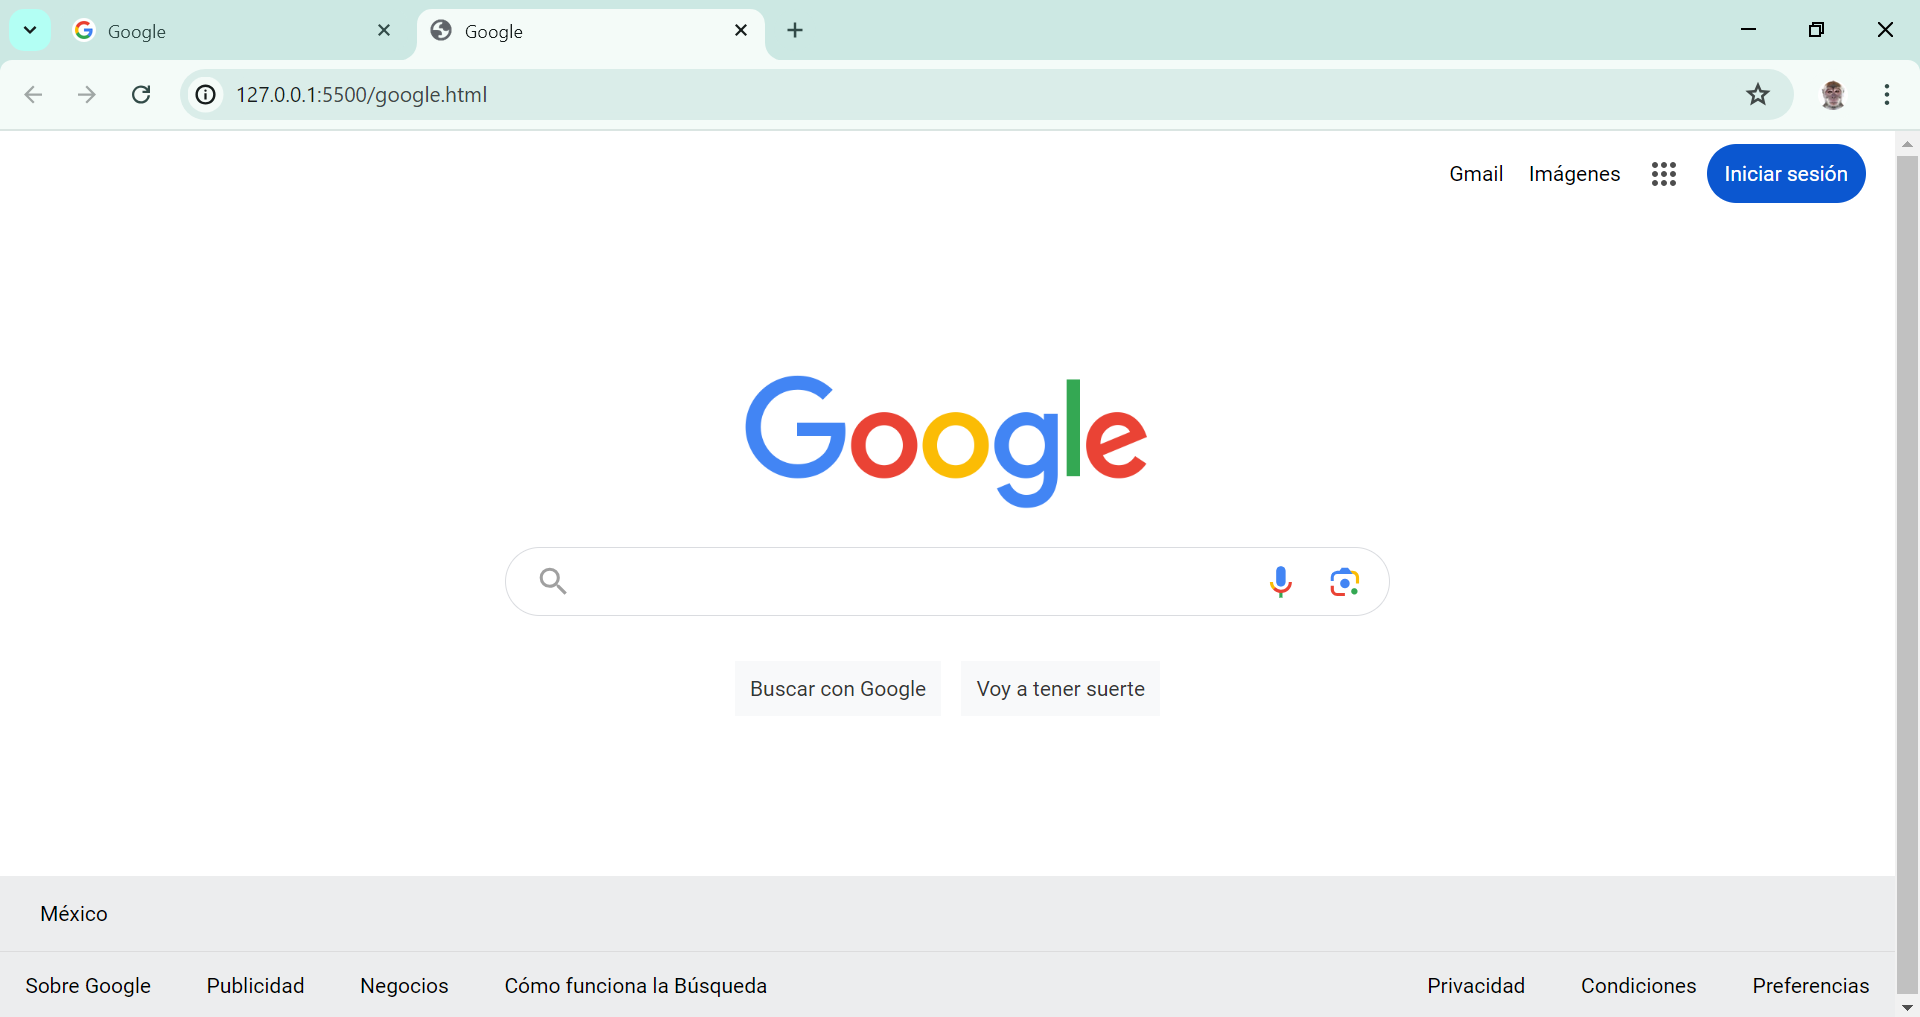 Google Google
127.0.0.1:5500/google.html
Gmail Imágenes Iniciar sesión
Google
Buscar con Google Voy a tener suerte
México
Sobre Google Publicidad Negocios Cómo funciona la Búsqueda Privacidad Condiciones Preferencias